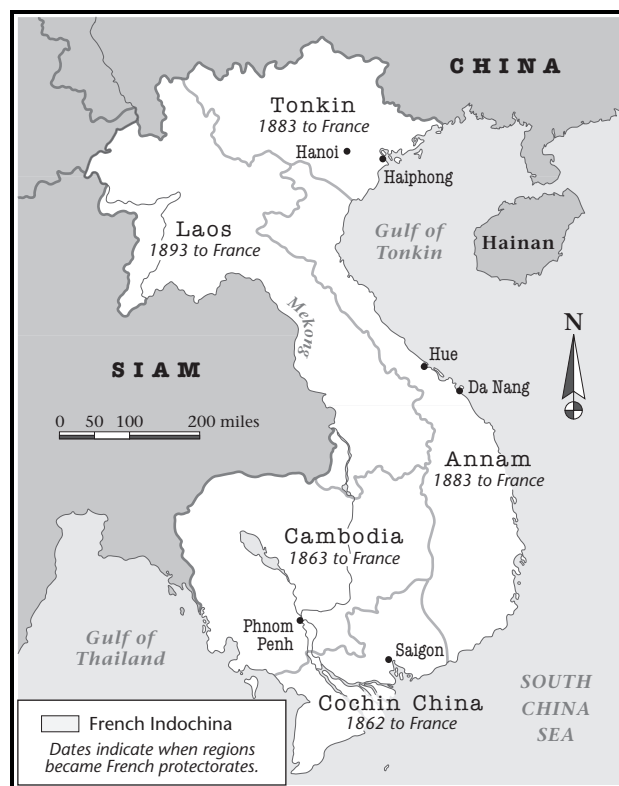 CHINA
Tonkin
1883 to France
Hanoi
Haiphong
Laos
1893 to France
Gulf of
Tonkin
Hainan
Mekong
N
SIAM
Hue
Da Nang
0 50 100 200 miles
Annam
1883 to France
Cambodia
1863 to France
Phnom
Penh
Gulf of
Thailand
Saigon
SOUTH
CHINA
SEA
Cochin China
1862 to France
French Indochina
Dates indicate when regions
became French protectorates.